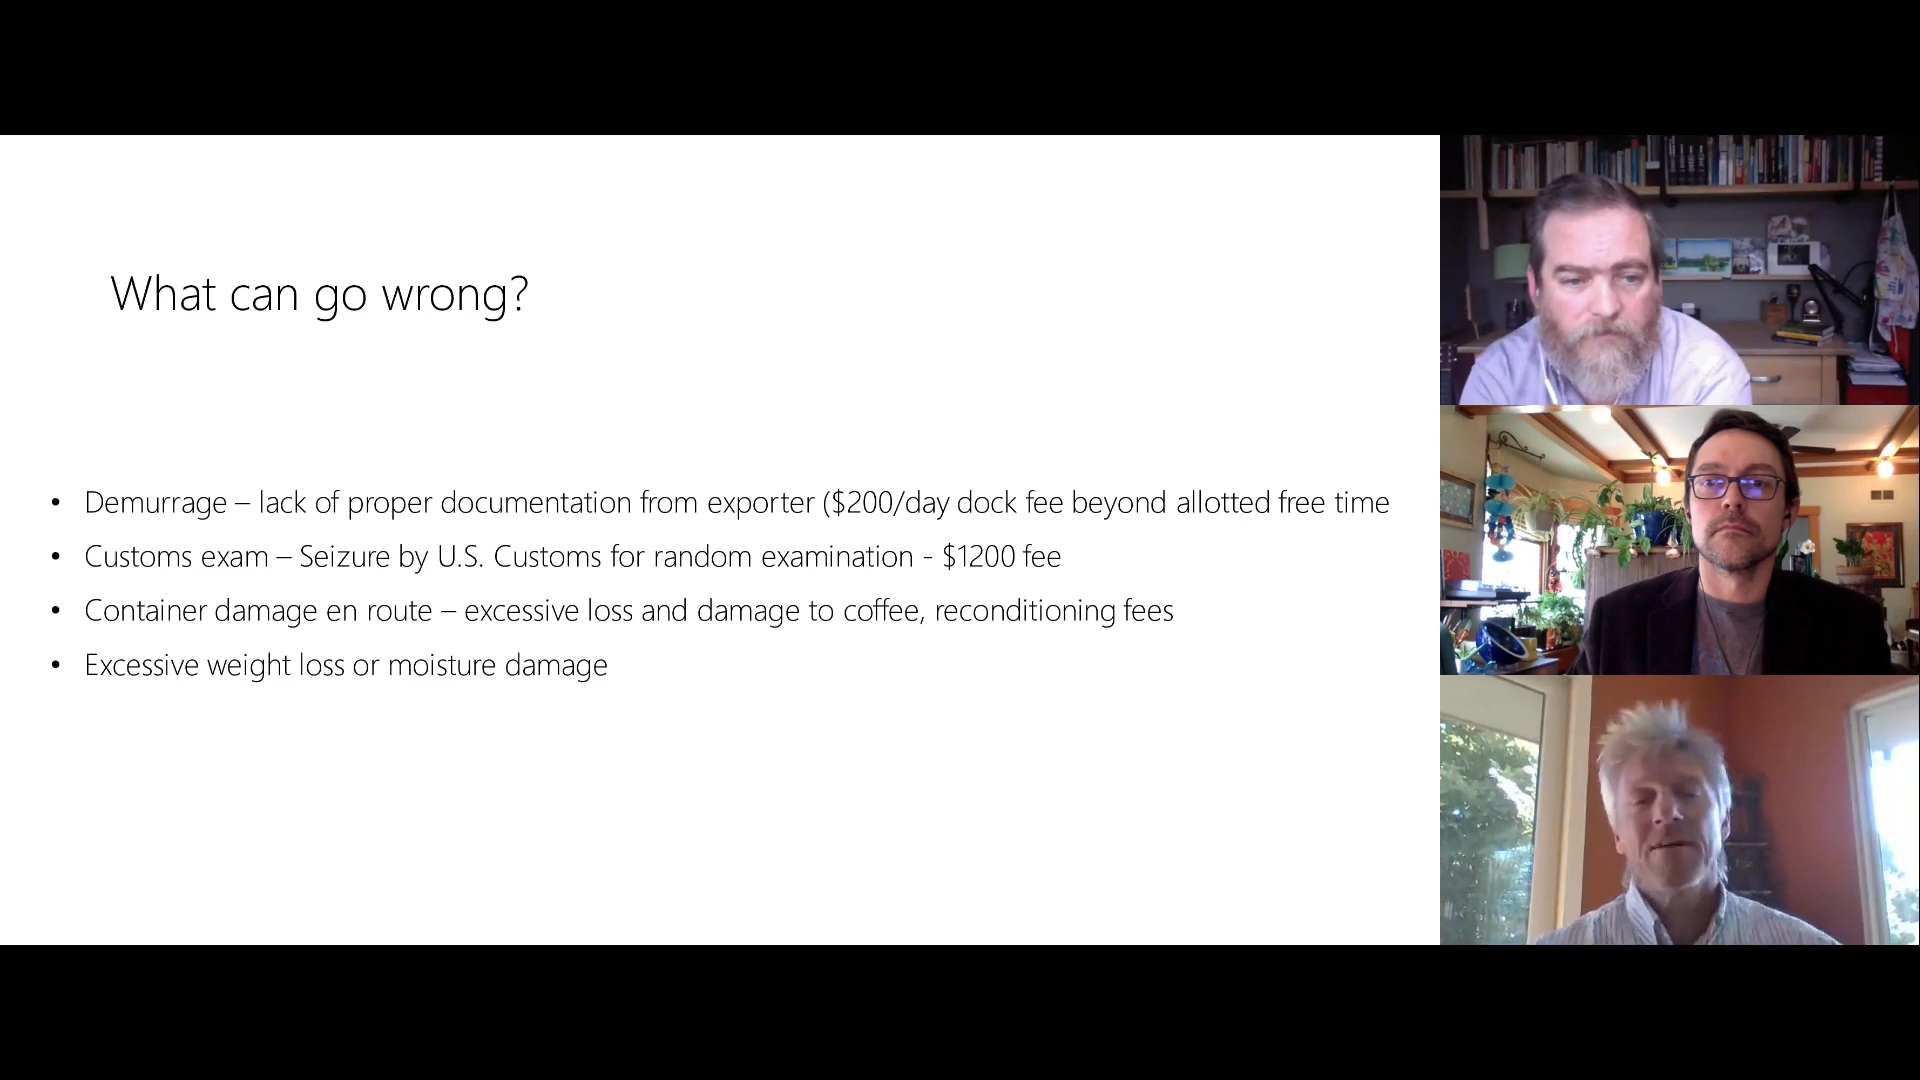 What can go wrong?
• Demurrage – lack of proper documentation from exporter ($200/day dock fee beyond allotted free time
• Customs exam – Seizure by U.S. Customs for random examination - $1200 fee
• Container damage en route – excessive loss and damage to coffee, reconditioning fees
• Excessive weight loss or moisture damage